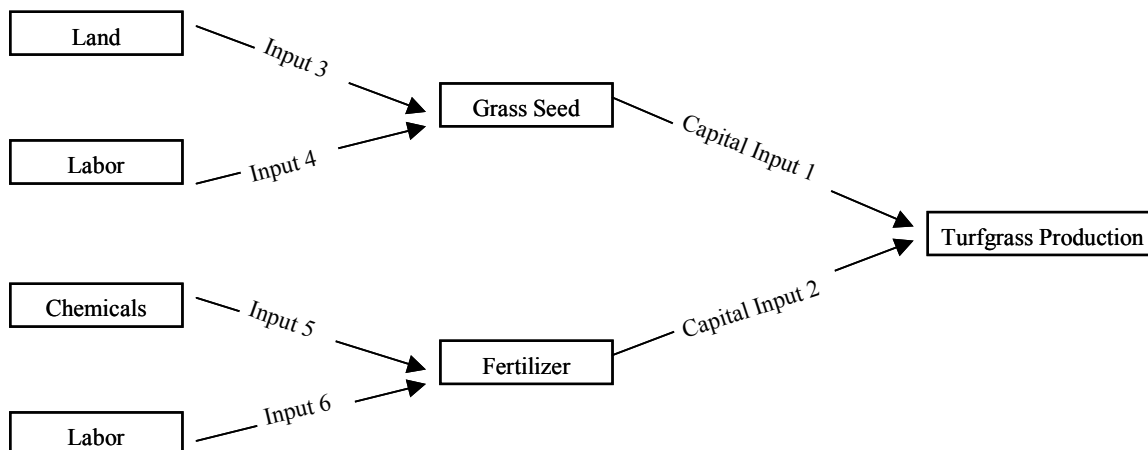 Land
Input 3
Grass Seed
Capital Input 1
Labor
Input 4
Turfgrass Production
Chemicals
Input 5
Capital Input 2
Fertilizer
Input 6
Labor